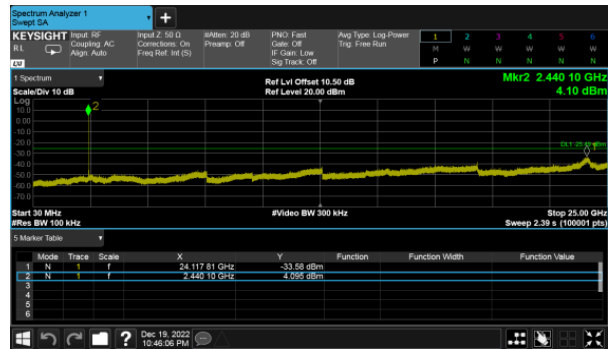 Spectrum Analyzer 1
Swept SA
+
KEYSIGHT Input: RF Input Z: 50 Ω #Atten: 20 dB PNO: Fast Avg Type: Log-Power 1 2 3 4 5 6
RL Coupling: AC Corrections: On Preamp: Off Gate: Off Trig: Free Run M W W W W W
Align: Auto Freq Ref: Int (S) IF Gain: Low P N N N N N
LXI Sig Track: Off
1 Spectrum Ref Lvl Offset 10.50 dB Mkr2 2.440 10 GHz
Scale/Div 10 dB Ref Level 20.00 dBm 4.10 dBm
Log
10.0
0.00
-10.0
-20.0
-30.0
-40.0
-50.0
-60.0
-70.0
2
1
Start 30 MHz #Video BW 300 kHz Stop 25.00 GHz
#Res BW 100 kHz Sweep 2.39 s (100001 pts)
5 Marker Table
Mode Trace Scale X Y Function Function Width Function Value
1 N 1 f 24.117 81 GHz -33.58 dBm
2 N 1 f 2.440 10 GHz 4.095 dBm
3
4
5
6
? Dec 19, 2022
10:46:06 PM